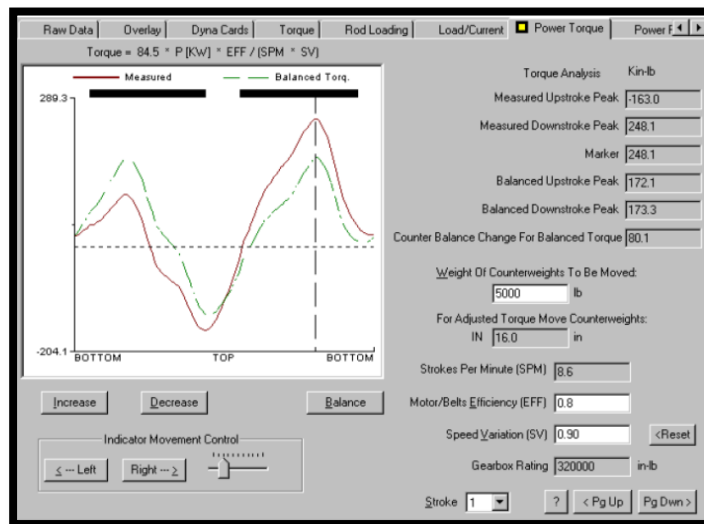 Raw Data Overlay Dyna Cards Torque Rod Loading Load/Current Power Torque Power F
Torque = 84.5 * P [KW] * EFF / (SPM * SV)
Measured Balanced Torq.
289.3
-204.1
BOTTOM TOP BOTTOM
Increase Decrease Balance
Indicator Movement Control
< --- Left Right --- >
Torque Analysis Kin-lb
Measured Upstroke Peak -163.0
Measured Downstroke Peak 248.1
Marker 248.1
Balanced Upstroke Peak 172.1
Balanced Downstroke Peak 173.3
Counter Balance Change For Balanced Torque 80.1
Weight Of Counterweights To Be Moved:
5000 lb
For Adjusted Torque Move Counterweights:
IN 16.0 in
Strokes Per Minute (SPM) 8.6
Motor/Belts Efficiency (EFF) 0.8
Speed Variation (SV) 0.90 <Reset
Gearbox Rating 320000 in-lb
Stroke 1 ? < Pg Up Pg Dwn >